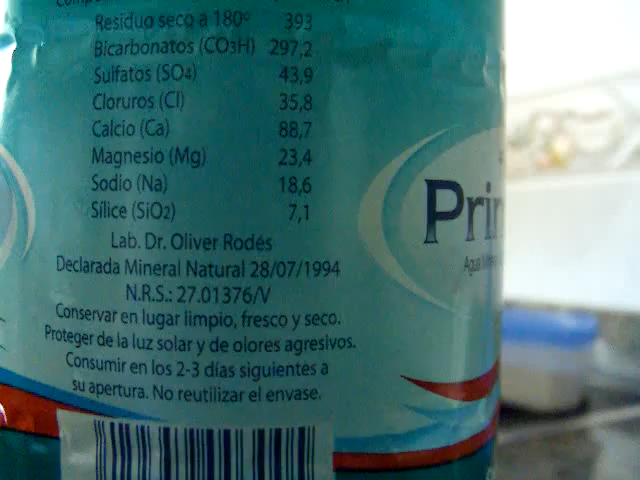 Residuo seco a 180º 393
Bicarbonatos (CO3H) 297,2
Sulfatos (SO4) 43,9
Cloruros (Cl) 35,8
Calcio (Ca) 88,7
Magnesio (Mg) 23,4
Sodio (Na) 18,6
Sílice (SiO2) 7,1
Lab. Dr. Oliver Rodés
Declarada Mineral Natural 28/07/1994
N.R.S.: 27.01376/V
Conservar en lugar limpio, fresco y seco.
Proteger de la luz solar y de olores agresivos.
Consumir en los 2-3 días siguientes a
su apertura. No reutilizar el envase.
Prin
Agua